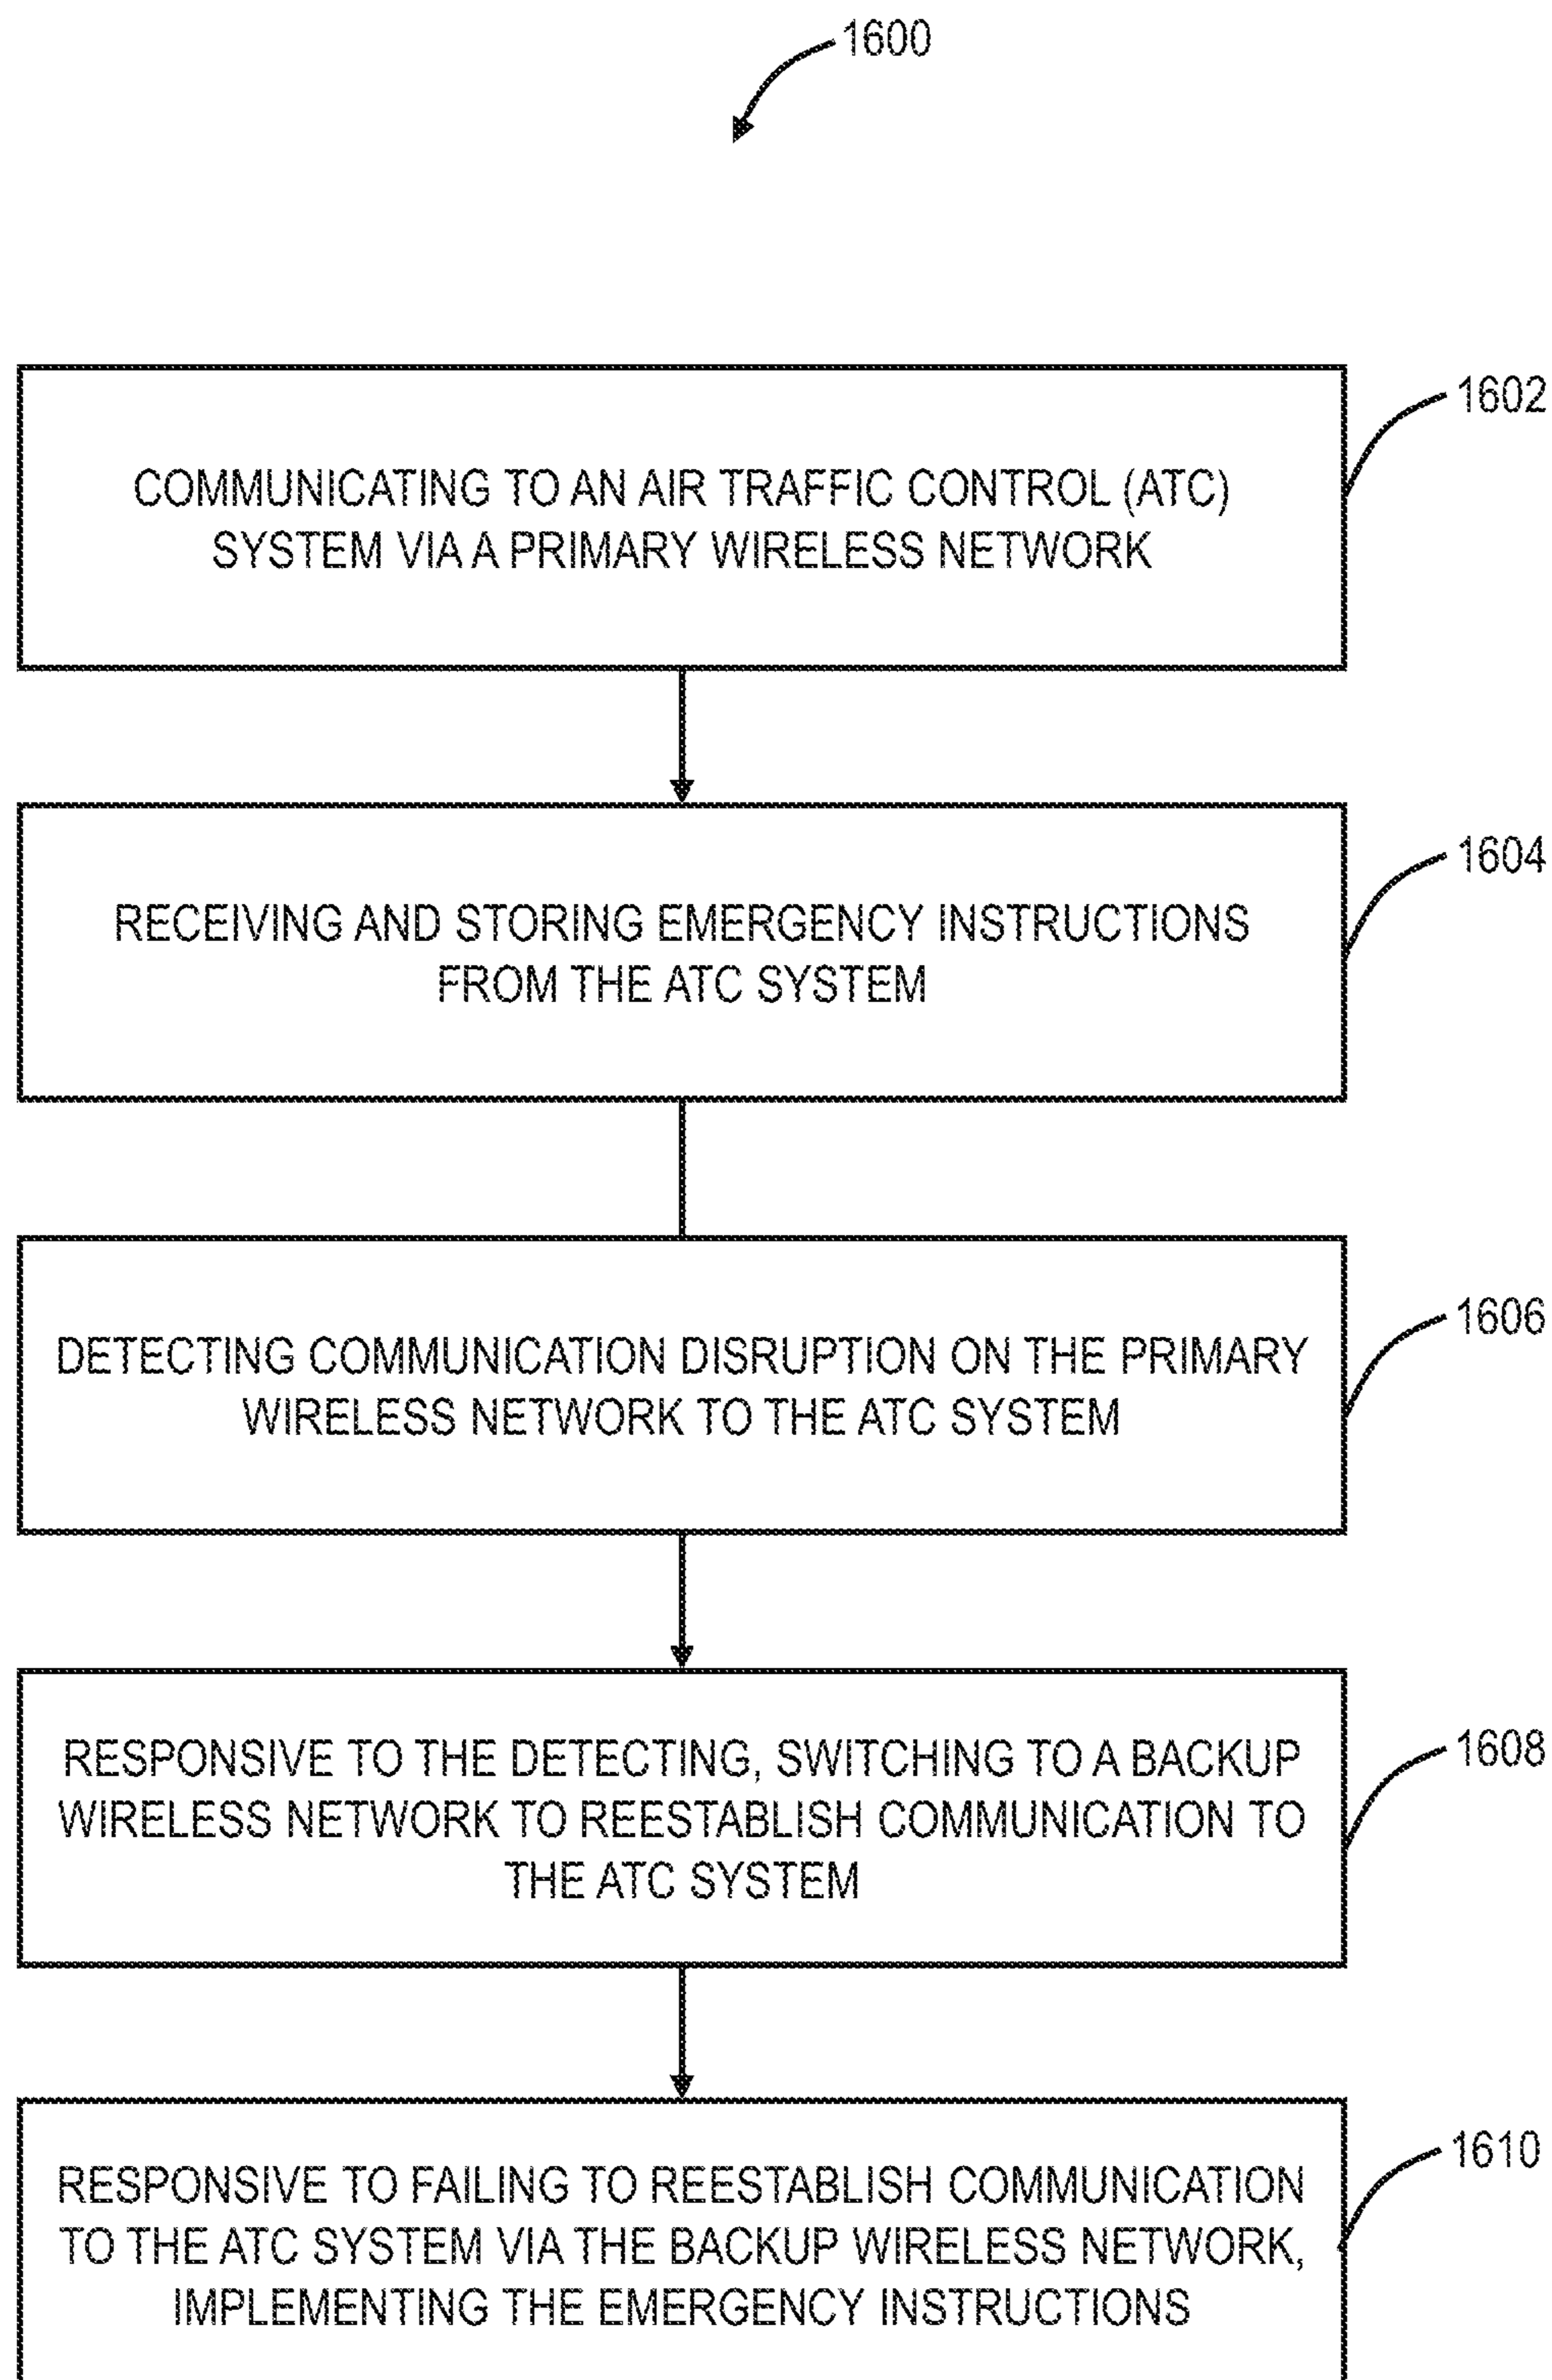 1600
1602
COMMUNICATING TO AN AIR TRAFFIC CONTROL (ATC)
SYSTEM VIA A PRIMARY WIRELESS NETWORK
1604
RECEIVING AND STORING EMERGENCY INSTRUCTIONS
FROM THE ATC SYSTEM
1606
DETECTING COMMUNICATION DISRUPTION ON THE PRIMARY
WIRELESS NETWORK TO THE ATC SYSTEM
1608
RESPONSIVE TO THE DETECTING, SWITCHING TO A BACKUP
WIRELESS NETWORK TO REESTABLISH COMMUNICATION TO
THE ATC SYSTEM
1610
RESPONSIVE TO FAILING TO REESTABLISH COMMUNICATION
TO THE ATC SYSTEM VIA THE BACKUP WIRELESS NETWORK,
IMPLEMENTING THE EMERGENCY INSTRUCTIONS